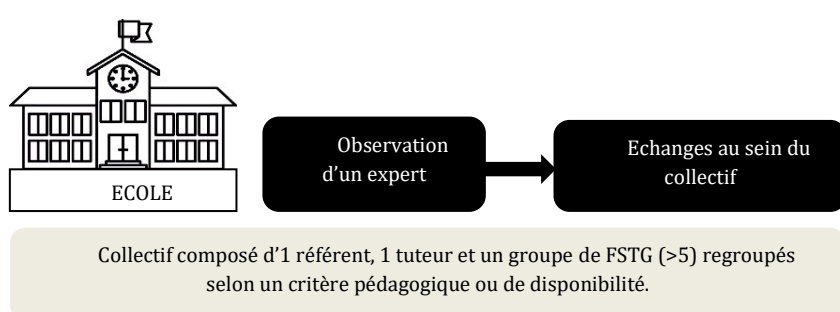 ECOLE
Observation
d'un expert
Echanges au sein du
collectif
Collectif composé d'1 référent, 1 tuteur et un groupe de FSTG (>5) regroupés
selon un critère pédagogique ou de disponibilité.